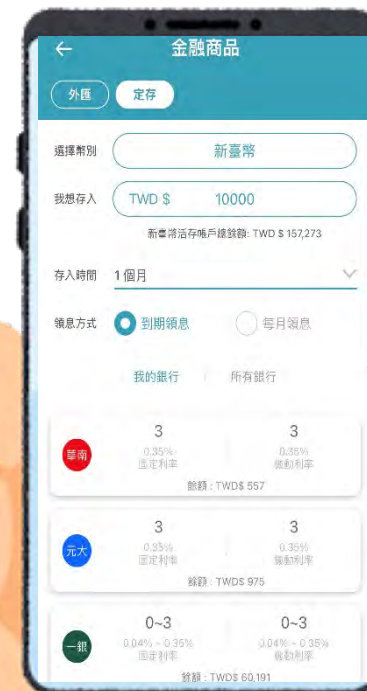 金融商品
外匯 定存
選擇幣別 新臺幣
我想存入 TWD $ 10000
新臺幣活存帳戶總餘額: TWD $ 157,273
存入時間 1個月
領息方式 到期領息 每月領息
我的銀行 所有銀行
3 3
華南 0.35% 0.35%
固定利率 機動利率
餘額 : TWD$ 557
3 3
元大 0.35% 0.35%
固定利率 機動利率
餘額 : TWD$ 975
0~3 0~3
一銀 0.04% ~ 0.35% 0.04% ~ 0.35%
固定利率 機動利率
餘額 : TWD$ 60,191